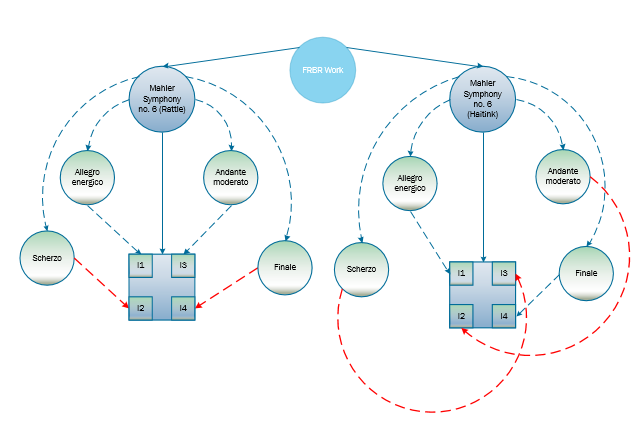 FRBR Work
Mahler
Symphony
no. 6 (Rattle)
Allegro
energico
Andante
moderato
Scherzo
Finale
I1
I3
I2
I4
Mahler
Symphony
no. 6
(Haitink)
Allegro
energico
Andante
moderato
Scherzo
Finale
I1
I3
I2
I4